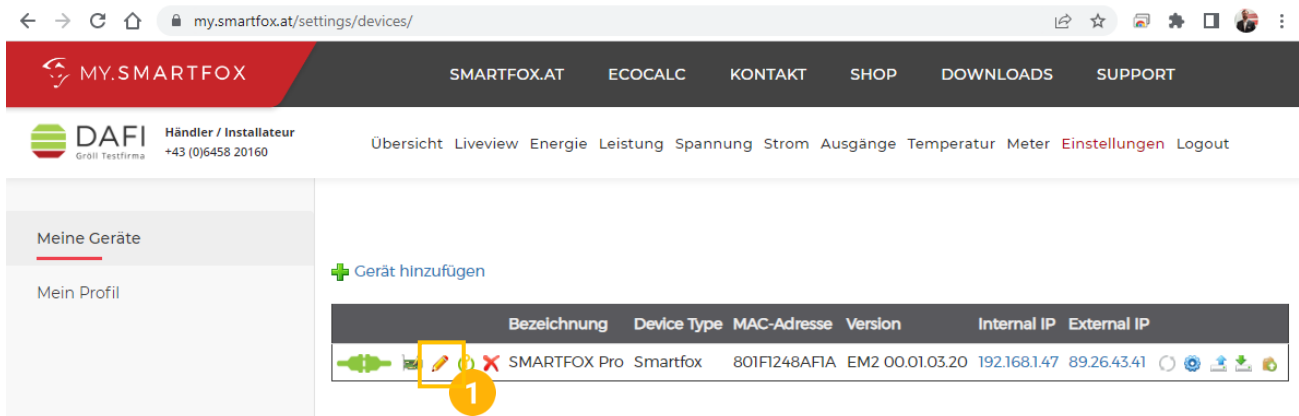 my.smartfox.at/settings/devices/
MY.SMARTFOX
SMARTFOX.AT ECOCALC KONTAKT SHOP DOWNLOADS SUPPORT
DAFI
Gröll Testfirma
Händler / Installateur
+43 (0)6458 20160
Übersicht Liveview Energie Leistung Spannung Strom Ausgänge Temperatur Meter Einstellungen Logout
Meine Geräte
Mein Profil
Gerät hinzufügen
Bezeichnung Device Type MAC-Adresse Version Internal IP External IP
SMARTFOX Pro Smartfox 801F1248AF1A EM2 00.01.03.20 192.168.1.47 89.26.43.41
1